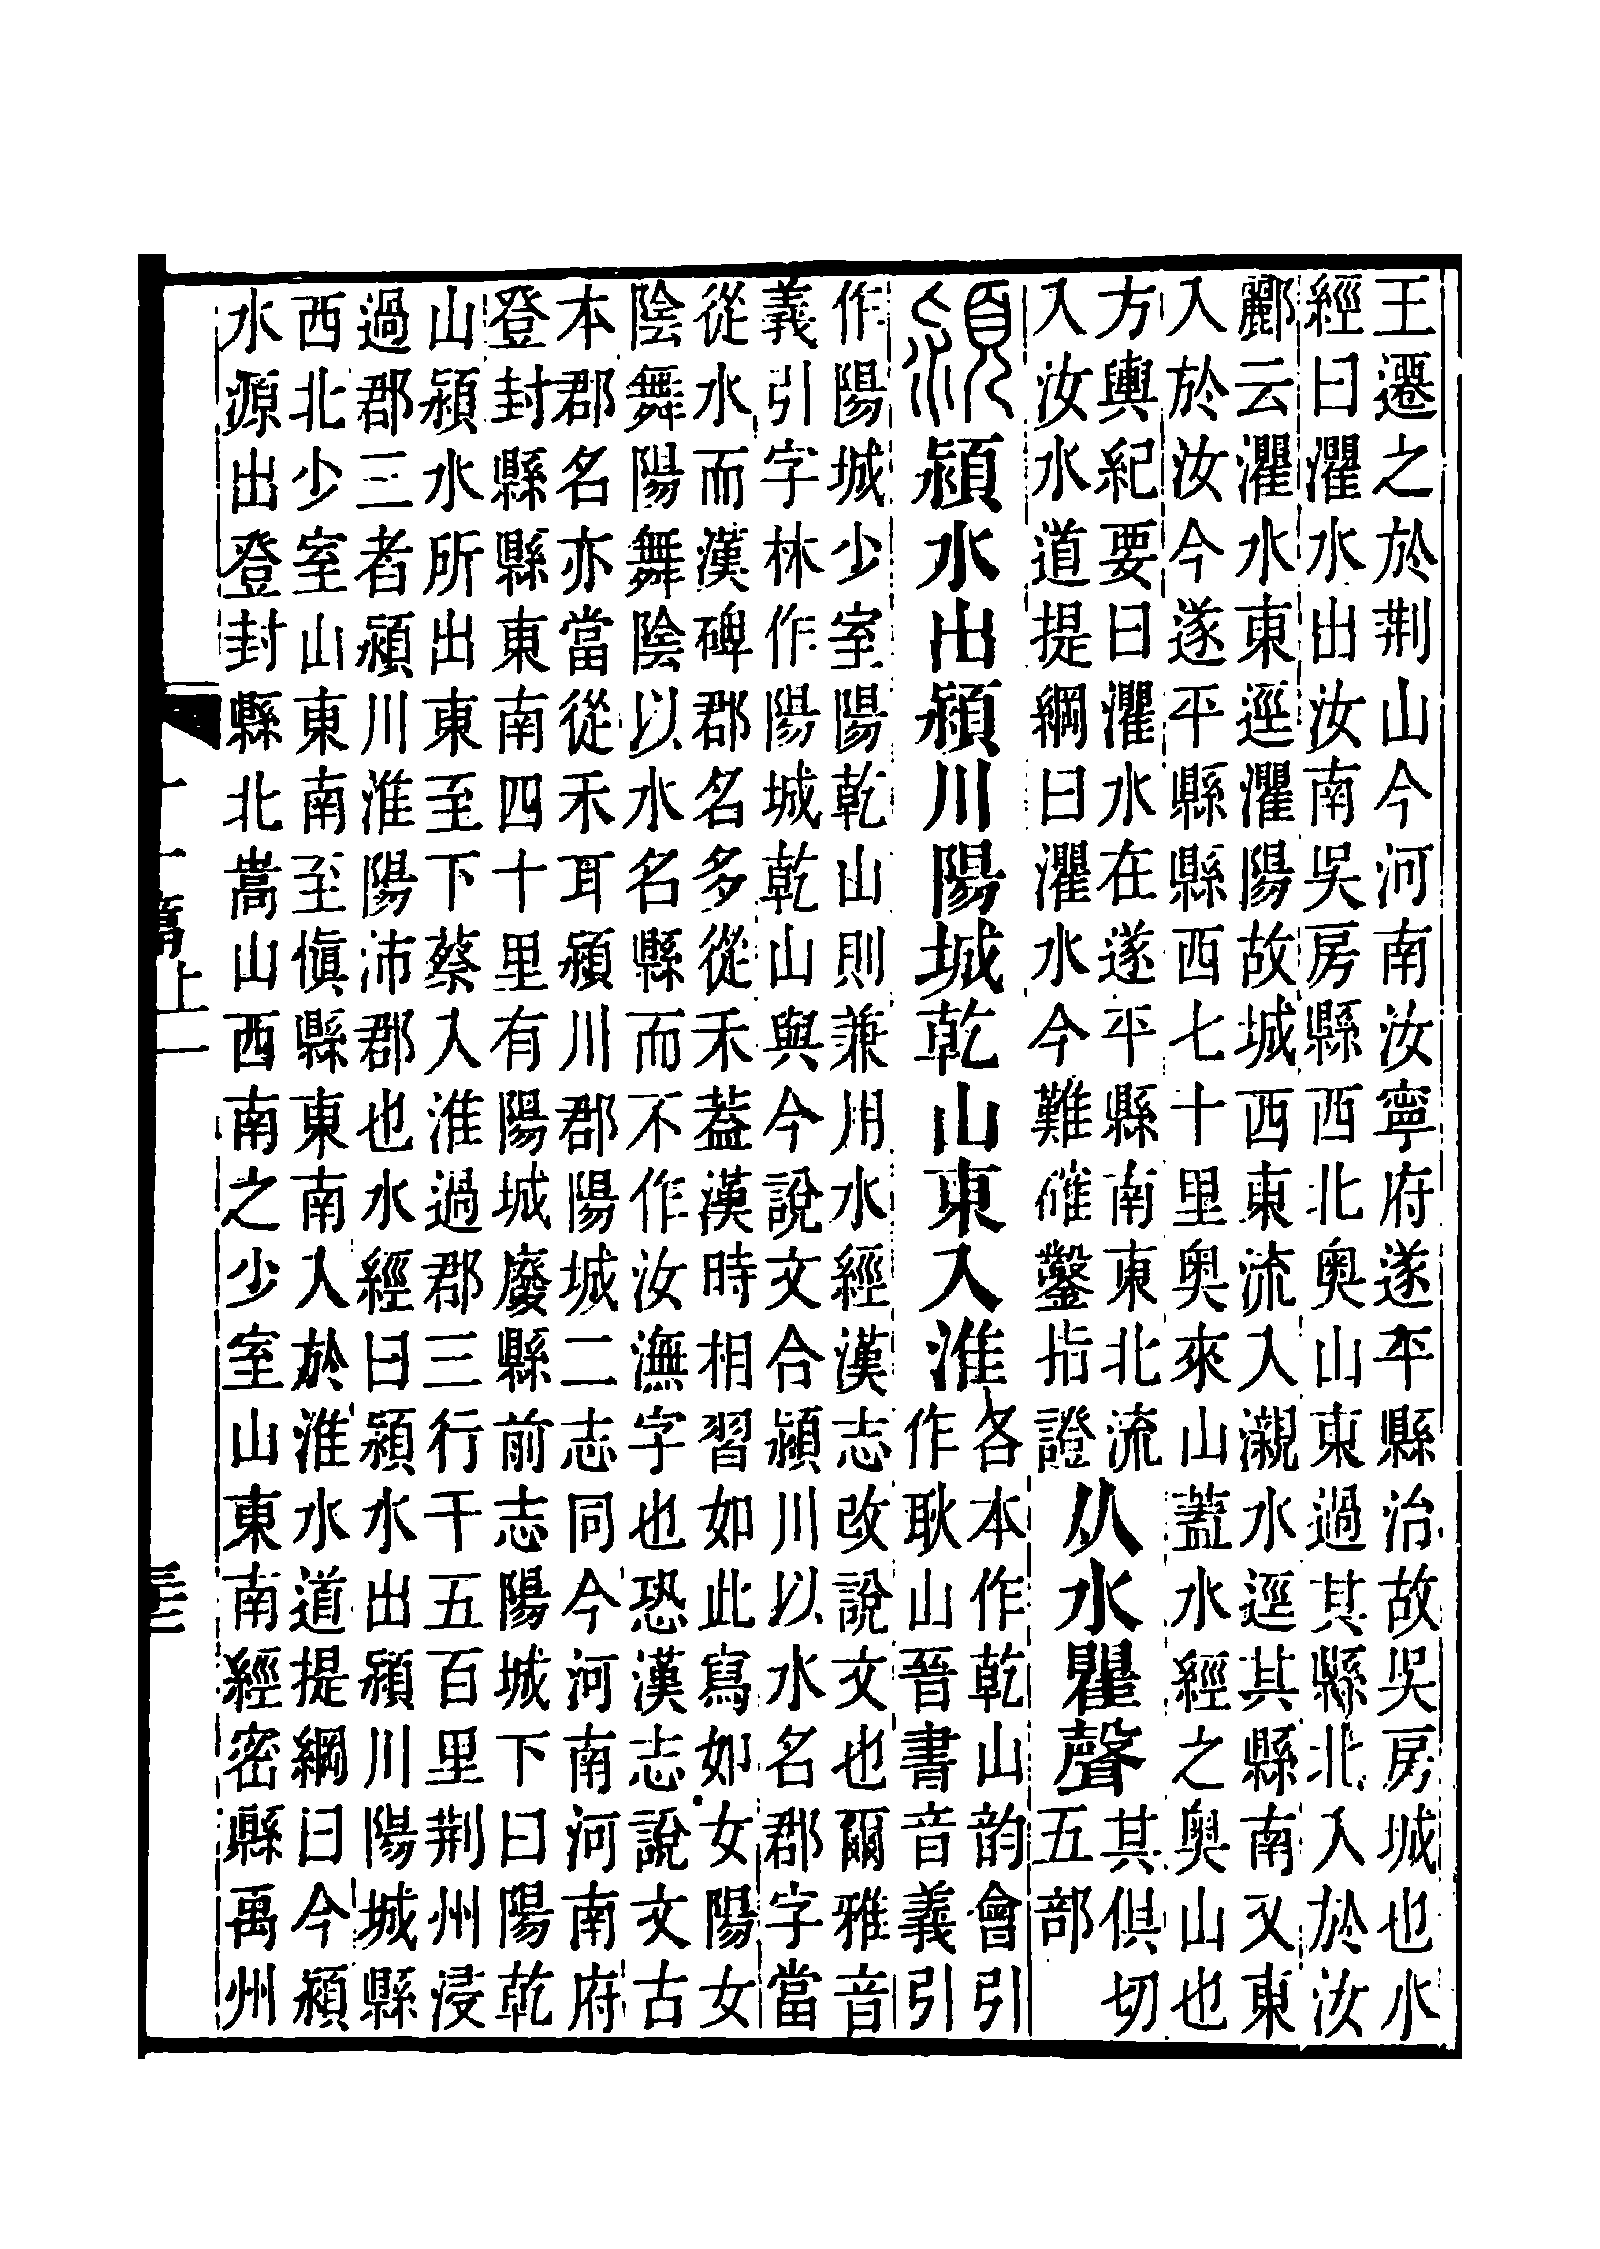 王遷之於荆山今河南汝寧府遂平縣治故吳房城也水
經曰灈水出汝南吳房縣西北奥山東過其縣北入於汝
酈云灈水東逕灈陽故城西東流入瀙水逕其縣南又東
入於汝今遂平縣縣西七十里奥來山葢水經之奥山也
方輿紀要曰灈水在遂平縣南東北流
入汝水道提綱曰灈水今難確鑿指證
从水瞿聲
其俱切
五部
潁水出潁川陽城乾山東入淮
各本作乾山韵會引
作耿山晉書音義引
作陽城少室陽乾山則兼用水經漢志改說文也爾雅音
義引字林作陽城乾山與今說文合潁川以水名郡字當
從水而漢碑郡名多從禾葢漢時相習如此寫如女陽女
陰舞陽舞陰以水名縣而不作汝潕字也恐漢志說文古
本郡名亦當從禾耳潁川郡陽城二志同今河南河南府
登封縣縣東南四十里有陽城廢縣前志陽城下曰陽乾
山潁水所出東至下蔡入淮過郡三行千五百里荆州浸
過郡三者潁川淮陽沛郡也水經曰潁水出潁川陽城縣
西北少室山東南至愼縣東南入於淮水道提綱曰今潁
水源出登封縣北嵩山西南之少室山東南經密縣禹州
十一篇上一
三